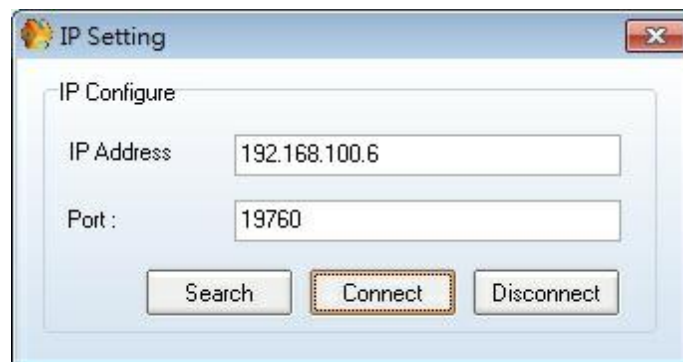 IP Setting
IP Configure
IP Address 192.168.100.6
Port : 19760
Search Connect Disconnect